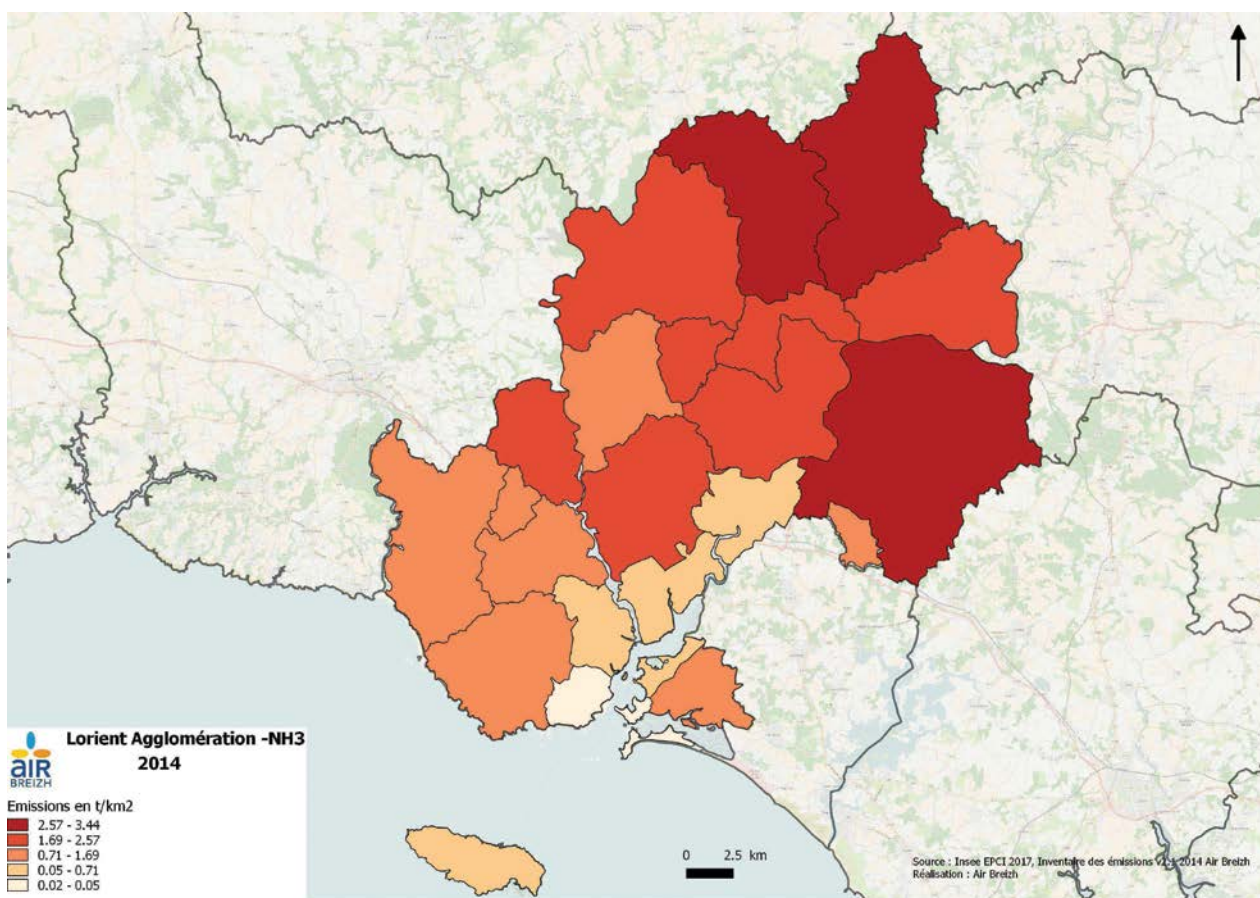 Lorient Agglomération -NH3
2014
aiR
BREIZH
Emissions en t/km2
2.57 - 3.44
1.69 - 2.57
0.71 - 1.69
0.05 - 0.71
0.02 - 0.05
0 2.5 km
Source : Insee EPCI 2017, Inventaire des émissions v2.1 2014 Air Breizh
Réalisation : Air Breizh